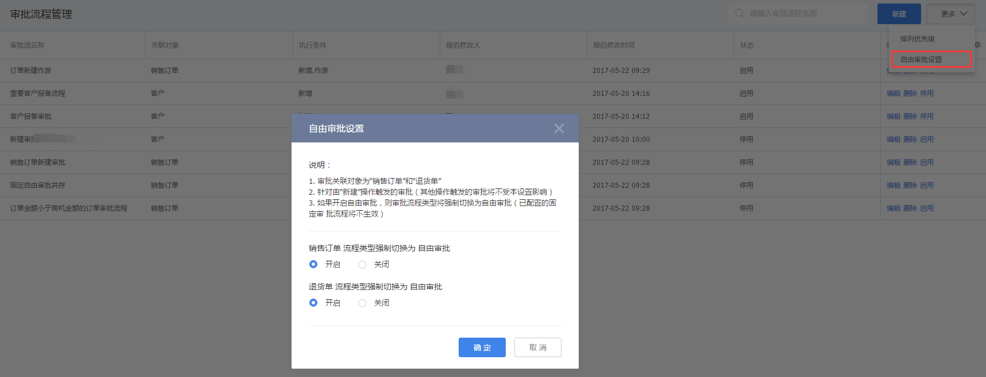 审批流程管理
请输入审批流程名称
新建
更多
排列优先级
自由审批设置
审批流名称 关联对象 执行条件 最后修改人 最后修改时间 状态
订单新建作废 销售订单 新增,作废 2017-05-22 09:29 启用
重要客户报备流程 客户 新增 2017-05-20 14:16 启用 编辑 删除 停用
客户报备审批 客户 2017-05-20 14:12 启用 编辑 删除 停用
新建审 客户 2017-05-20 10:00 停用 编辑 删除 启用
销售订单新建审批 销售订单 2017-05-22 09:28 停用 编辑 删除 启用
固定自由审批共存 销售订单 2017-05-22 09:28 停用 编辑 删除 启用
订单金额小于商机金额的订单审批流程 销售订单 2017-05-22 09:28 停用 编辑 删除 启用
自由审批设置
说明：
1. 审批关联对象为“销售订单”和“退货单”
2. 针对由“新建”操作触发的审批（其他操作触发的审批将不受本设置影响）
3. 如果开启自由审批，则审批流程类型将强制切换为自由审批（已配置的固
定审 批流程将不生效）
销售订单 流程类型强制切换为 自由审批
开启 关闭
退货单 流程类型强制切换为 自由审批
开启 关闭
确 定 取 消